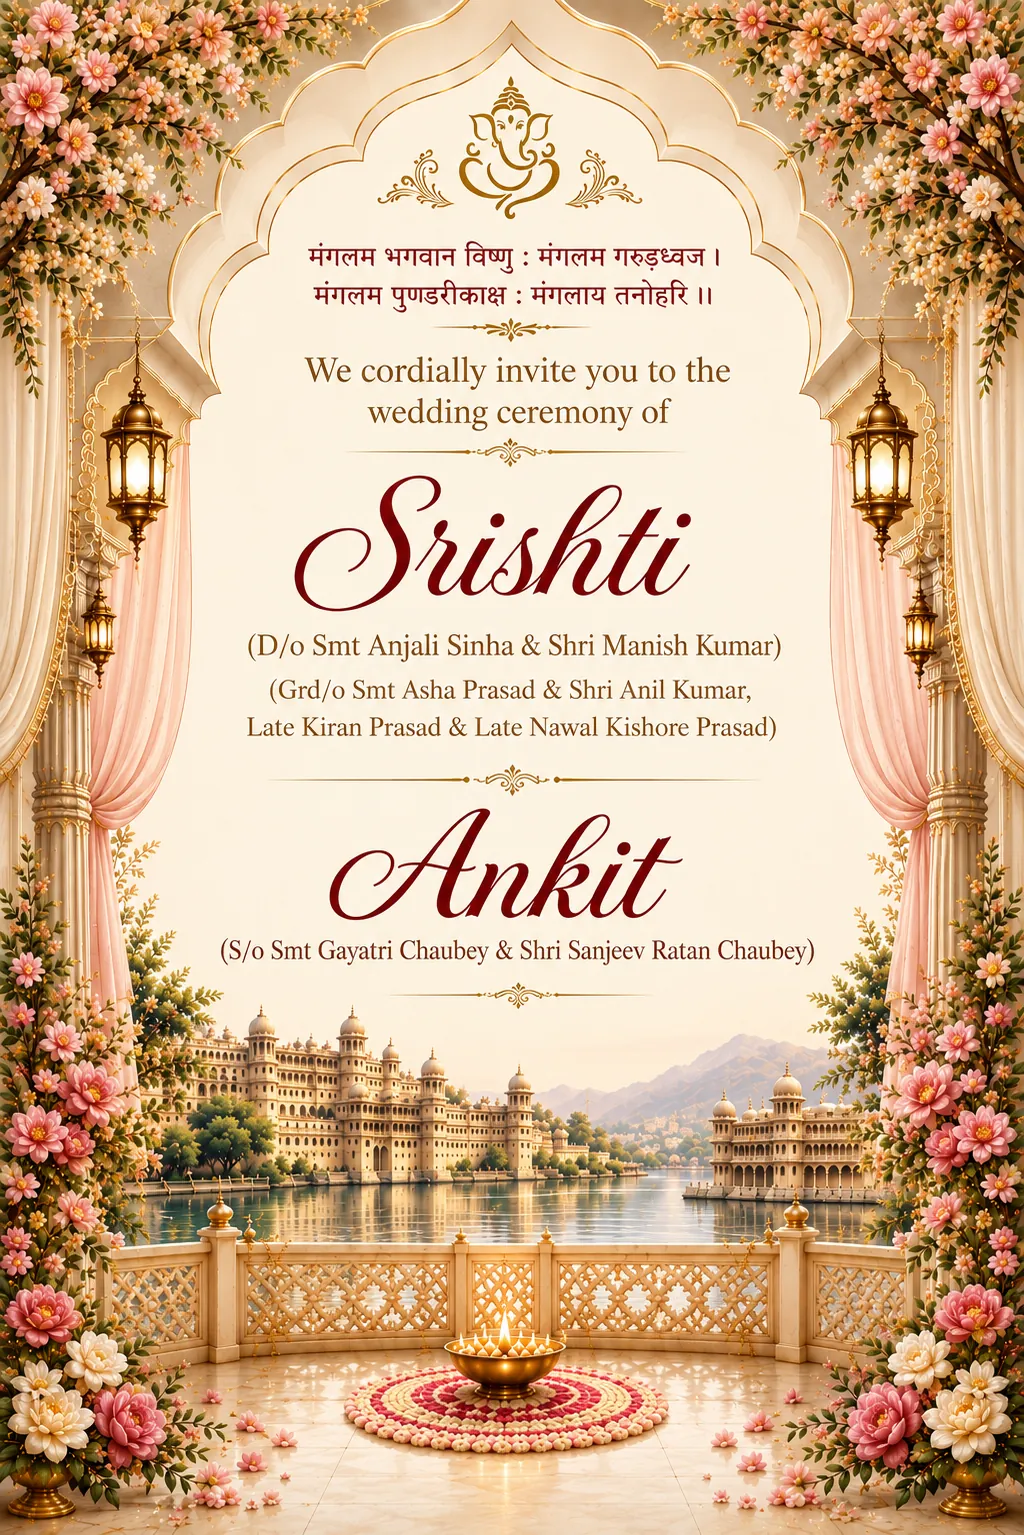 मंगलम भगवान विष्णु : मंगलम गरुड़ध्वज ।
मंगलम पुणडरीकाक्ष : मंगलाय तनोहरि ।।
We cordially invite you to the
wedding ceremony of
Srishti
(D/o Smt Anjali Sinha & Shri Manish Kumar)
(Grd/o Smt Asha Prasad & Shri Anil Kumar,
Late Kiran Prasad & Late Nawal Kishore Prasad)
Ankit
(S/o Smt Gayatri Chaubey & Shri Sanjeev Ratan Chaubey)